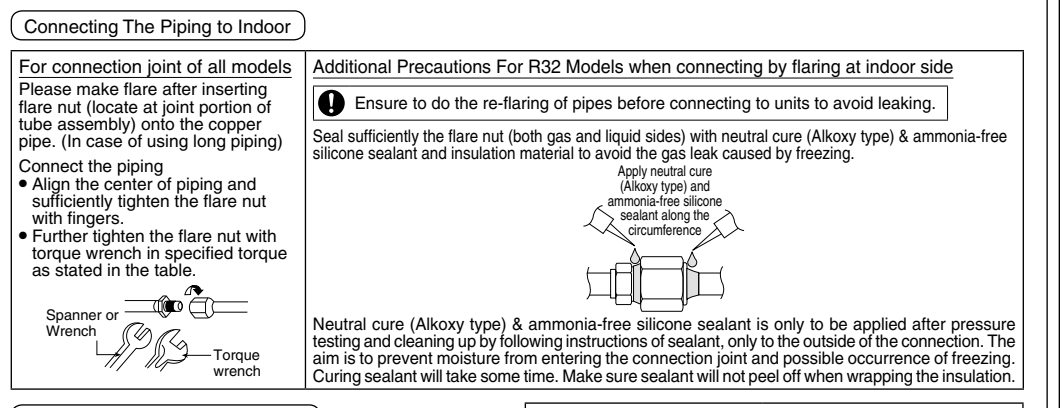 Connecting The Piping to Indoor
For connection joint of all models
Please make flare after inserting
flare nut (locate at joint portion of
tube assembly) onto the copper
pipe. (In case of using long piping)
Connect the piping
• Align the center of piping and
sufficiently tighten the flare nut
with fingers.
• Further tighten the flare nut with
torque wrench in specified torque
as stated in the table.
Spanner or
Wrench
Torque
wrench
Additional Precautions For R32 Models when connecting by flaring at indoor side
Ensure to do the re-flaring of pipes before connecting to units to avoid leaking.
Seal sufficiently the flare nut (both gas and liquid sides) with neutral cure (Alkoxy type) & ammonia-free
silicone sealant and insulation material to avoid the gas leak caused by freezing.
Apply neutral cure
(Alkoxy type) and
ammonia-free silicone
sealant along the
circumference
Neutral cure (Alkoxy type) & ammonia-free silicone sealant is only to be applied after pressure
testing and cleaning up by following instructions of sealant, only to the outside of the connection. The
aim is to prevent moisture from entering the connection joint and possible occurrence of freezing.
Curing sealant will take some time. Make sure sealant will not peel off when wrapping the insulation.